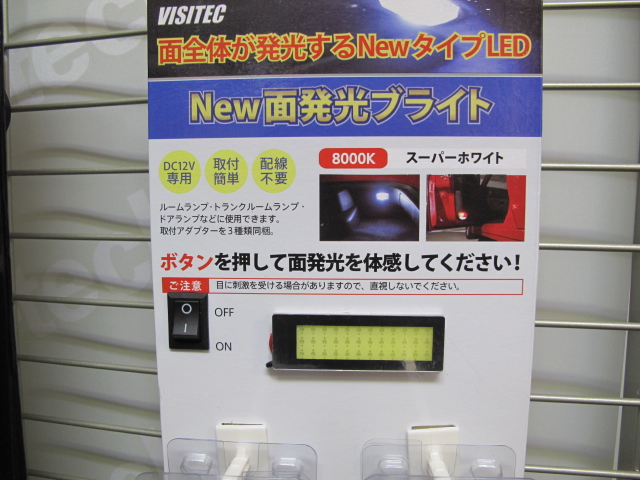 VISITEC
面全体が発光するNewタイプLED
New面発光ブライト
DC12V
専用
取付
簡単
配線
不要
8000K
スーパーホワイト
ルームランプ・トランクルームランプ・
ドアランプなどに使用できます。
取付アダプターを3種類同梱。
ボタンを押して面発光を体感してください!
ご注意
目に刺激を受ける場合がありますので、直視しないでください。
OFF
ON